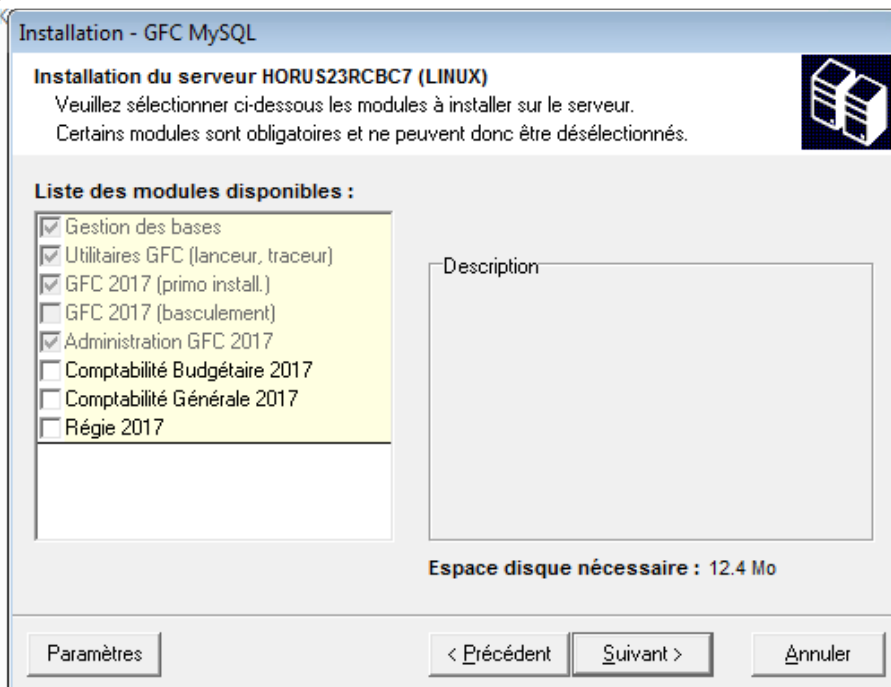 Installation - GFC MySQL
Installation du serveur HORUS23RCBC7 (LINUX)
Veuillez sélectionner ci-dessous les modules à installer sur le serveur.
Certains modules sont obligatoires et ne peuvent donc être désélectionnés.
Liste des modules disponibles :
Gestion des bases
Utilitaires GFC (lanceur, traceur)
GFC 2017 (primo install.)
GFC 2017 (basculement)
Administration GFC 2017
Comptabilité Budgétaire 2017
Comptabilité Générale 2017
Régie 2017
Description
Espace disque nécessaire : 12.4 Mo
Paramètres
< Précédent
Suivant >
Annuler